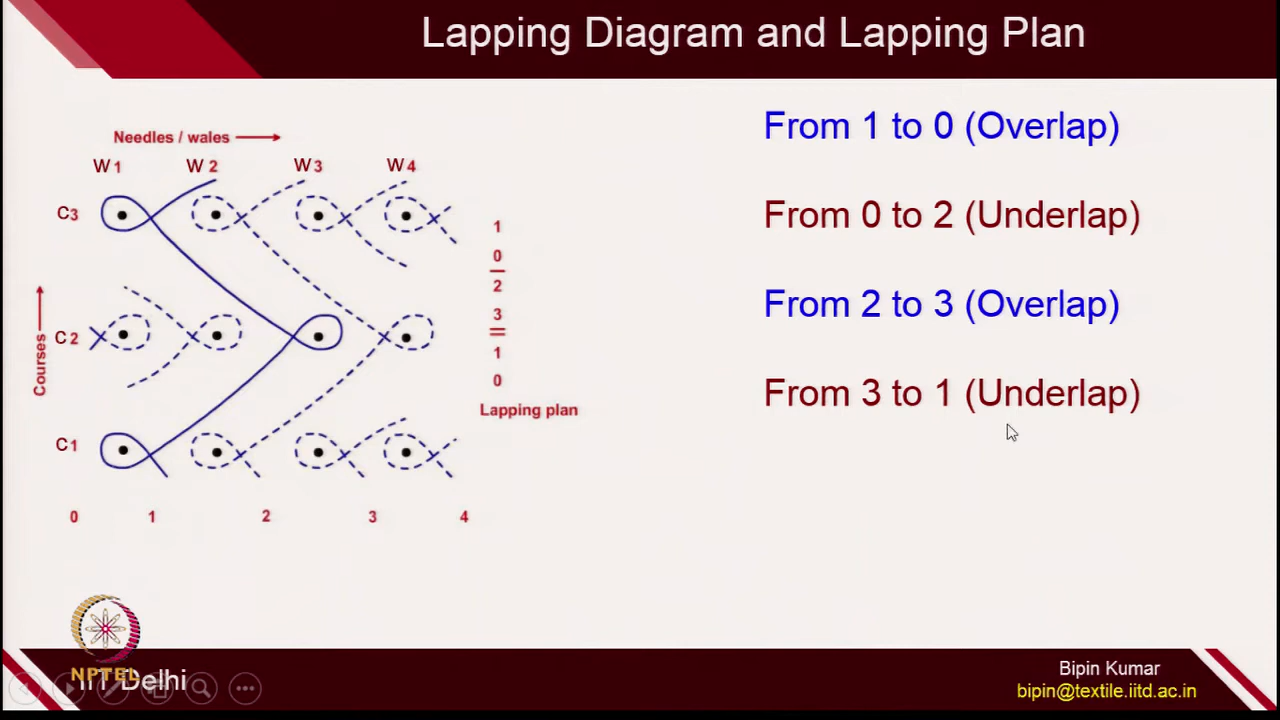 Lapping Diagram and Lapping Plan
Needles / wales
W 1 W 2 W 3 W 4
C3
C 2
C1
Courses
0 1 2 3 4
1
0
2
3
1
0
Lapping plan
From 1 to 0 (Overlap)
From 0 to 2 (Underlap)
From 2 to 3 (Overlap)
From 3 to 1 (Underlap)
NPTEL
IIT Delhi
Bipin Kumar
bipin@textile.iitd.ac.in